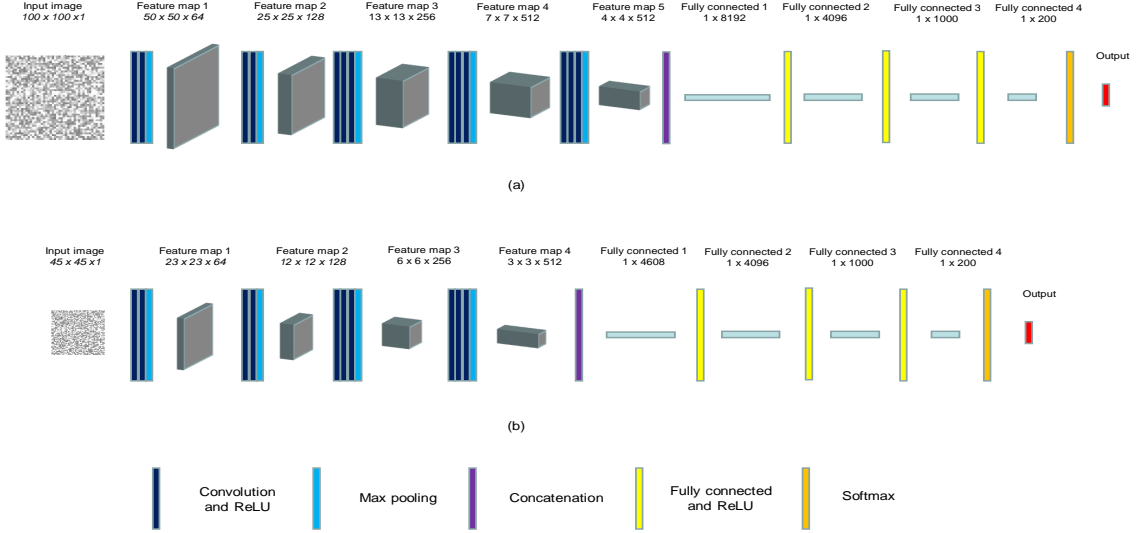 Input image
100 x 100 x1
Feature map 1
50 x 50 x 64
Feature map 2
25 x 25 x 128
Feature map 3
13 x 13 x 256
Feature map 4
7 x 7 x 512
Feature map 5
4 x 4 x 512
Fully connected 1
1 x 8192
Fully connected 2
1 x 4096
Fully connected 3
1 x 1000
Fully connected 4
1 x 200
Output
(a)
Input image
45 x 45 x1
Feature map 1
23 x 23 x 64
Feature map 2
12 x 12 x 128
Feature map 3
6 x 6 x 256
Feature map 4
3 x 3 x 512
Fully connected 1
1 x 4608
Fully connected 2
1 x 4096
Fully connected 3
1 x 1000
Fully connected 4
1 x 200
Output
(b)
Convolution
and ReLU
Max pooling
Concatenation
Fully connected
and ReLU
Softmax